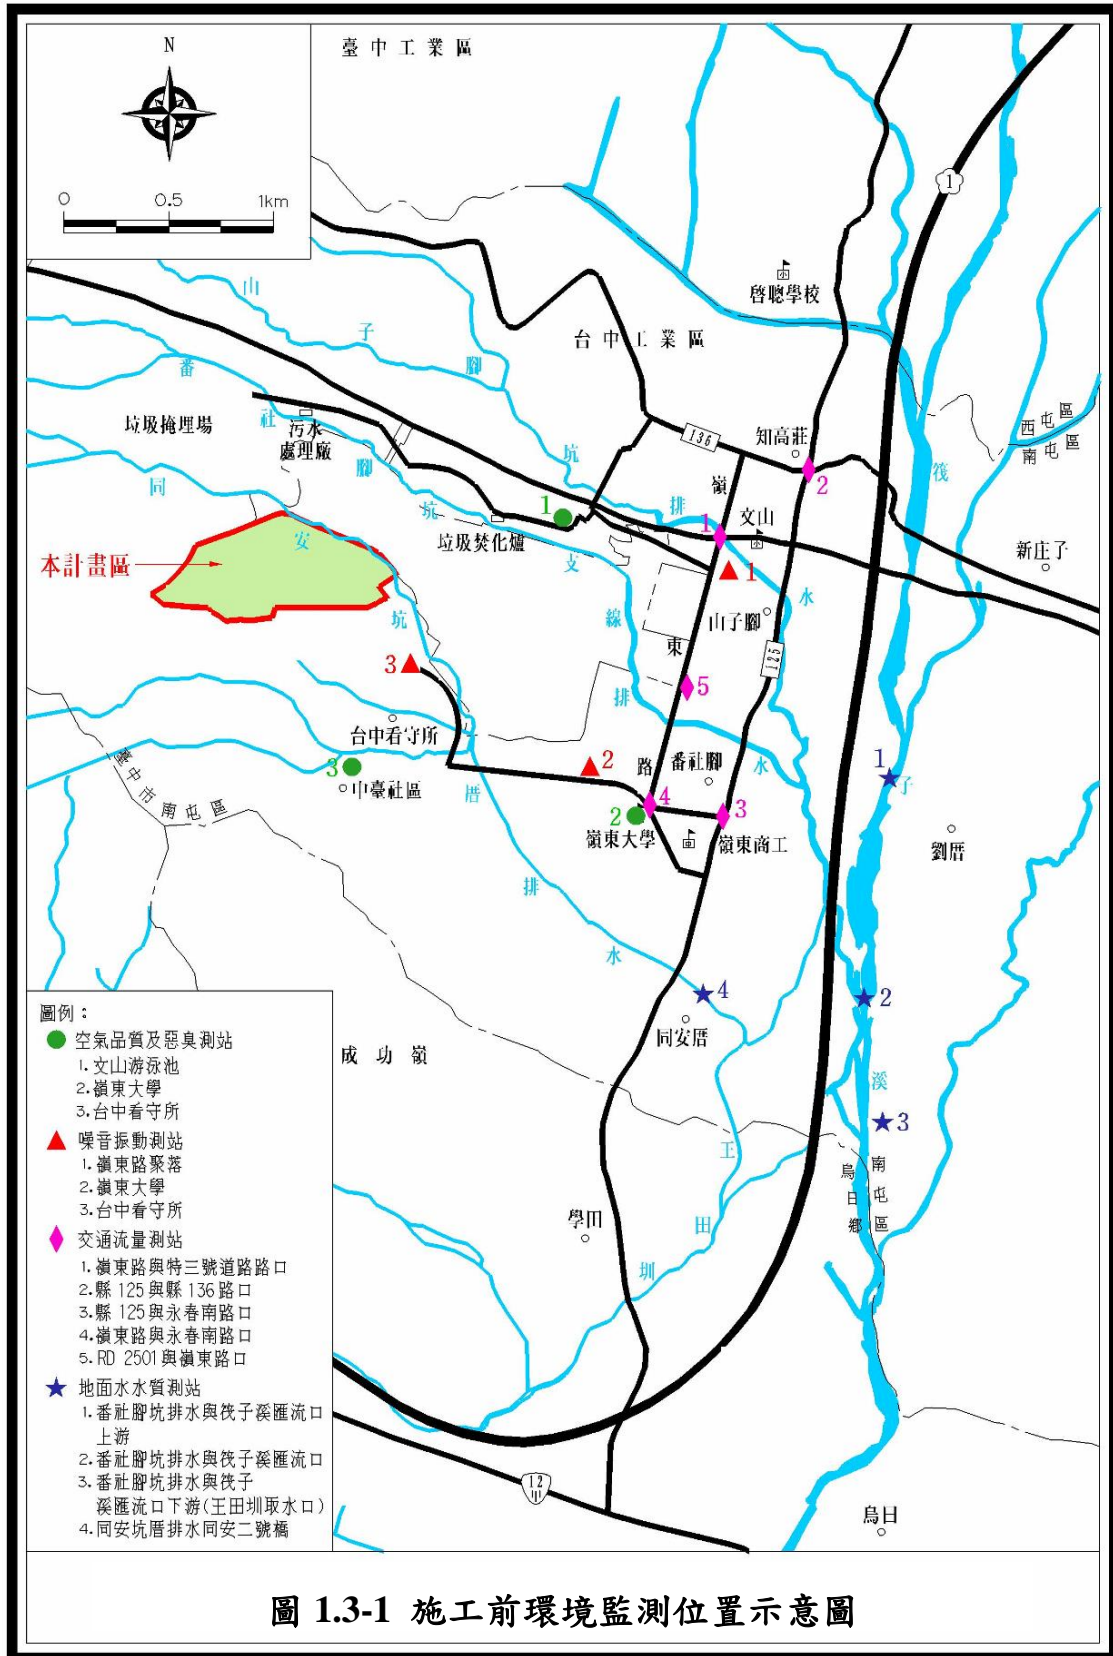 臺中工業區
N
0 0.5 1km
1
啓聰學校
山子腳坑排水
台中工業區
番社腳坑支線排水
垃圾掩埋場
污水
處理廠
136
知高莊
西屯區
南屯區
2
筏子溪
同安坑厝排水
1
嶺東路
1
文山
垃圾焚化爐
新庄子
本計畫區
1
山子腳
125
3
5
台中看守所
臺中市南屯區
3
中臺社區
2
番社腳
1
4
2
3
嶺東大學
嶺東商工
劉厝
4
2
同安厝
成功嶺
3
王田圳
烏日鄉
南屯區
學田
12
烏日
圖例：
空氣品質及惡臭測站
1.文山游泳池
2.嶺東大學
3.台中看守所
噪音振動測站
1.嶺東路聚落
2.嶺東大學
3.台中看守所
交通流量測站
1.嶺東路與特三號道路路口
2.縣 125與縣 136 路口
3.縣 125與永春南路口
4.嶺東路與永春南路口
5.RD 2501與嶺東路口
地面水水質測站
1.番社腳坑排水與筏子溪匯流口
上游
2.番社腳坑排水與筏子溪匯流口
3.番社腳坑排水與筏子
溪匯流口下游(王田圳取水口)
4.同安坑厝排水同安二號橋
圖 1.3-1 施工前環境監測位置示意圖